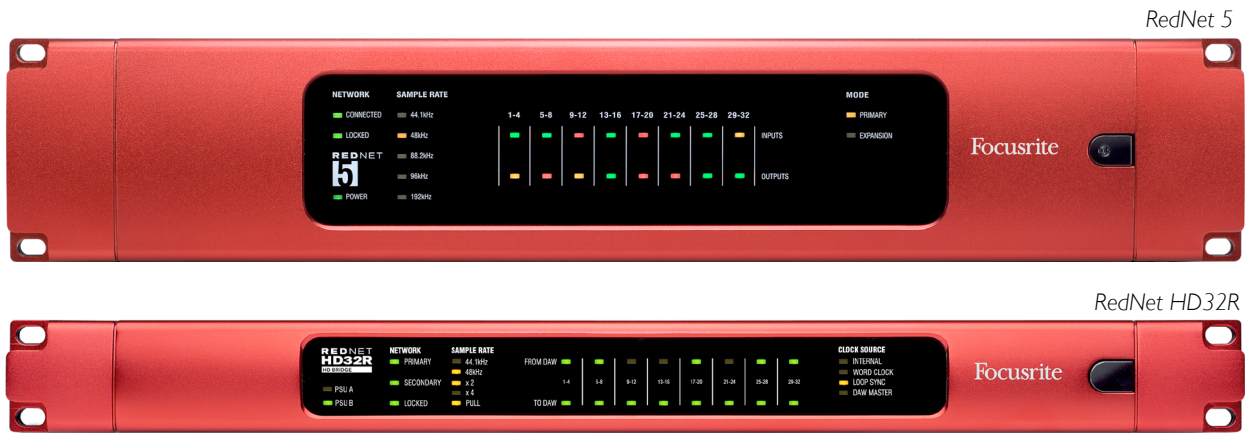 RedNet 5
NETWORK SAMPLE RATE MODE
CONNECTED 44.1kHz 1-4 5-8 9-12 13-16 17-20 21-24 25-28 29-32 PRIMARY
LOCKED 48kHz INPUTS EXPANSION
REDNET 88.2kHz Focusrite
5 96kHz OUTPUTS
POWER 192kHz
RedNet HD32R
REDNET NETWORK SAMPLE RATE CLOCK SOURCE
HD32R PRIMARY 44.1kHz FROM DAW INTERNAL
HD BRIDGE 48kHz WORD CLOCK Focusrite
SECONDARY x 2 1-4 5-8 9-12 13-16 17-20 21-24 25-28 29-32 LOOP SYNC
PSU A x 4 DAW MASTER
PSU B LOCKED PULL TO DAW